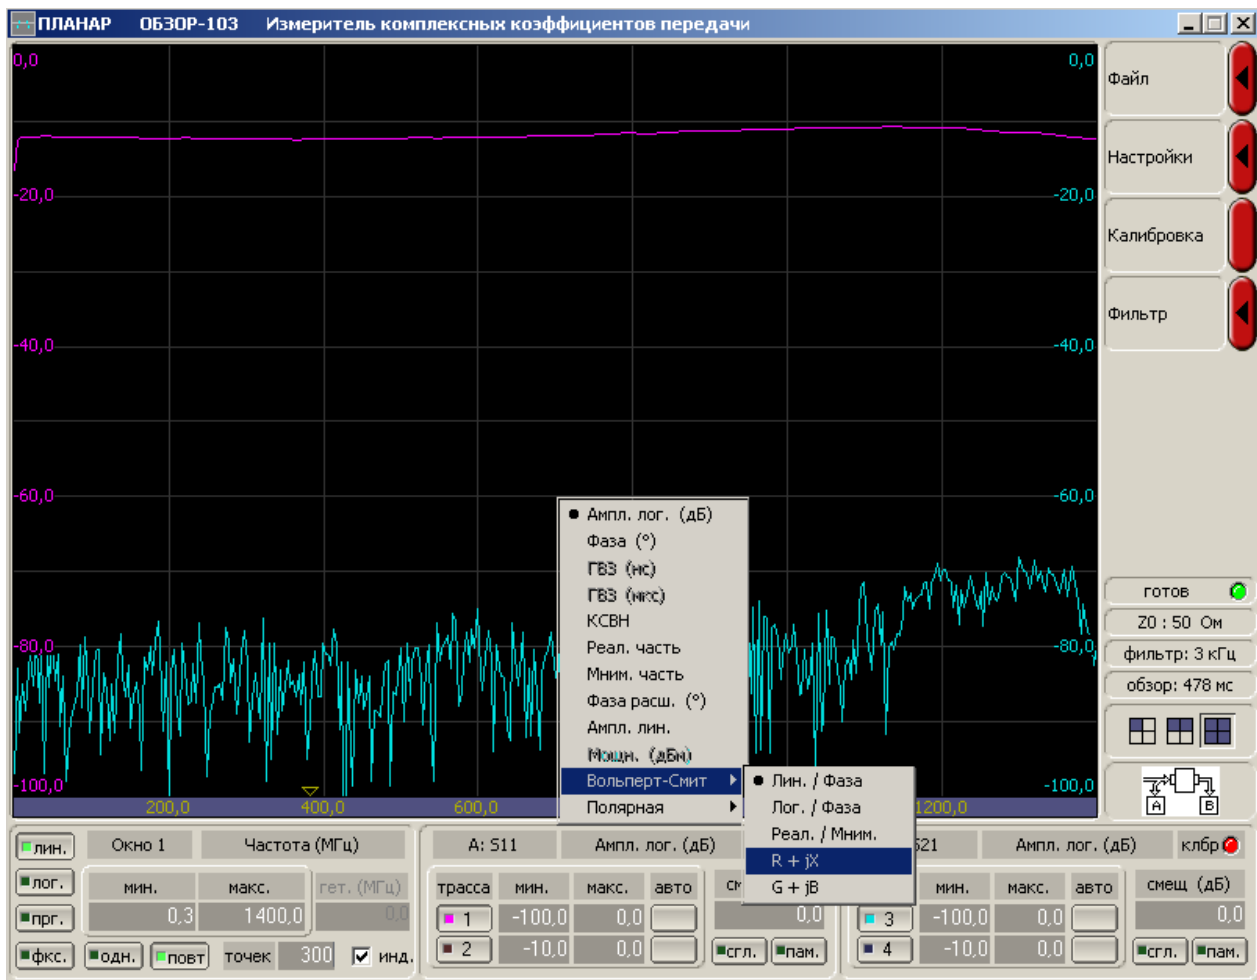 ПЛАНАР ОБЗОР-103 Измеритель комплексных коэффициентов передачи
0,0 0,0
-20,0 -20,0
-40,0 -40,0
-60,0 -60,0
-80,0 -80,0
-100,0 -100,0
200,0 400,0 600,0 1200,0
Файл
Настройки
Калибровка
Фильтр
готов
Z0 : 50 Ом
фильтр: 3 кГц
обзор: 478 мс
A B
Ампл. лог. (дБ)
Фаза (°)
ГВЗ (нс)
ГВЗ (мкс)
КСВН
Реал. часть
Мним. часть
Фаза расш. (°)
Ампл. лин.
Мощн. (дБм)
Вольперт-Смит
Полярная
Лин. / Фаза
Лог. / Фаза
Реал. / Мним.
R + jX
G + jB
лин. Окно 1 Частота (МГц)
лог. мин. макс. гет. (МГц)
прг. 0,3 1400,0 0,0
фкс. одн. повт точек 300 инд.
A: S11 Ампл. лог. (дБ)
трасса мин. макс. авто см
1 -100,0 0,0 0,0
2 -10,0 0,0 сгл. пам.
S21 Ампл. лог. (дБ) клбр
мин. макс. авто смещ (дБ)
3 -100,0 0,0 0,0
4 -10,0 0,0 сгл. пам.